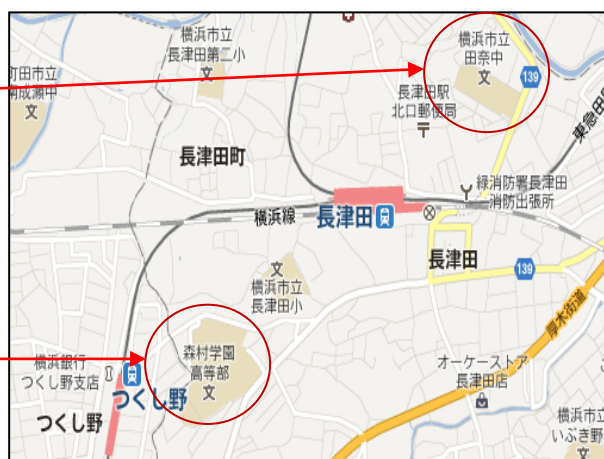 横浜市立
長津田第二小
横浜市立
田奈中
139
町田市立
南成瀬中
長津田駅
北口郵便局
東急田
長津田町
緑消防署長津田
消防出張所
横浜線
長津田
長津田
139
横浜市立
長津田小
厚木街道
森村学園
高等部
横浜銀行
つくし野支店
つくし野
つくし野
オーケーストア
長津田店
横浜市立
いぶき野